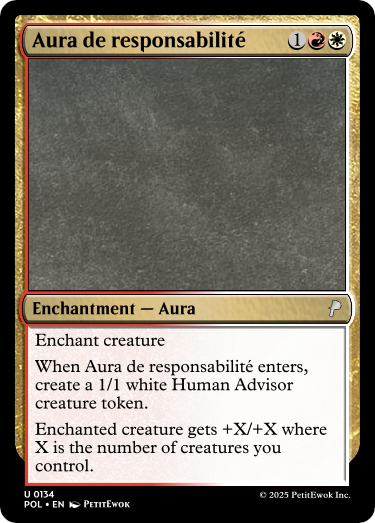 Aura de responsabilité 1
Enchantment — Aura
Enchant creature
When Aura de responsabilité enters,
create a 1/1 white Human Advisor
creature token.
Enchanted creature gets +X/+X where
X is the number of creatures you
control.
U 0134
POL • EN PETITEWOK
© 2025 PetitEwok Inc.